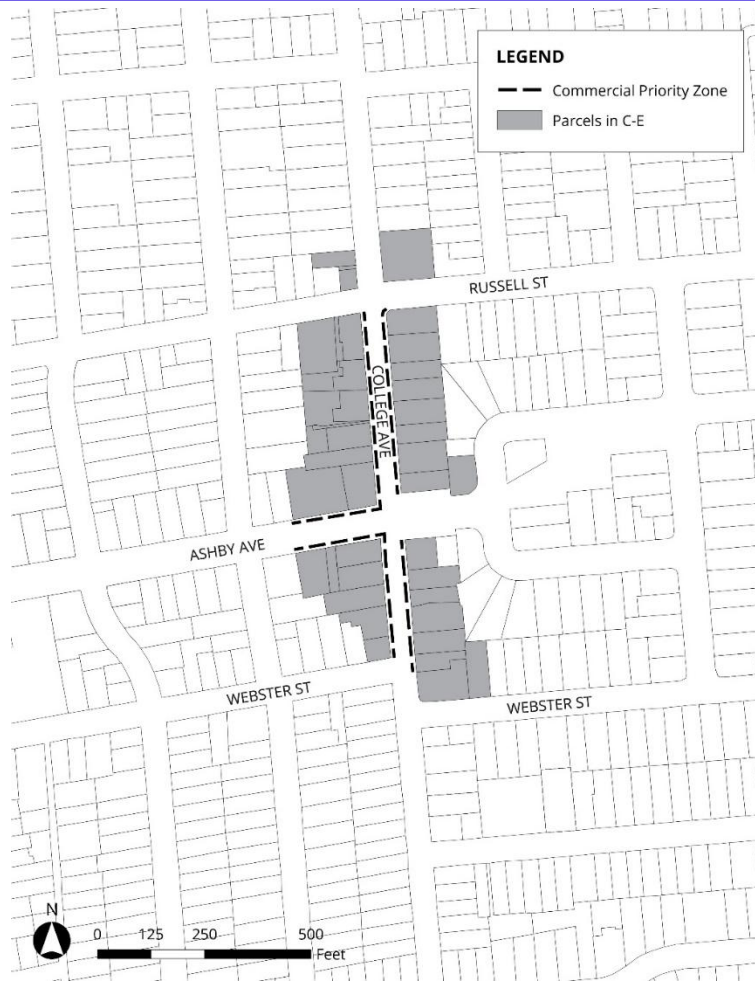 LEGEND
Commercial Priority Zone
Parcels in C-E
RUSSELL ST
COLLEGE AVE
ASHBY AVE
WEBSTER ST
WEBSTER ST
N
0 125 250 500
Feet